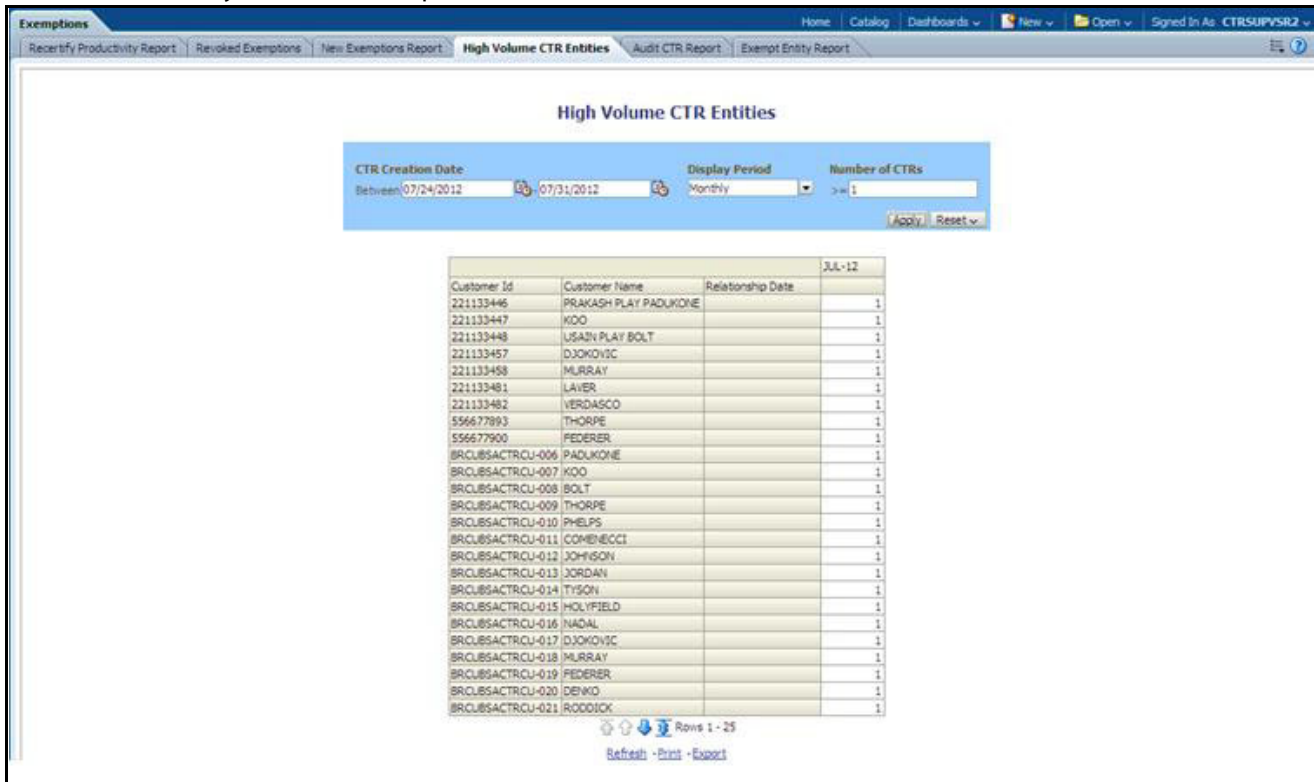 Exemptions Home Catalog Dashboards New Open Signed In As CTRSUPVSR2
Recertify Productivity Report Revoked Exemptions New Exemptions Report High Volume CTR Entities Audit CTR Report Exempt Entity Report
High Volume CTR Entities
CTR Creation Date Display Period Number of CTRs
Between 07/24/2012 - 07/31/2012 Monthly >= 1
Apply Reset
JUL-12
Customer Id Customer Name Relationship Date
221133446 PRAKASH PLAY PADUKONE 1
221133447 KOO 1
221133448 USAIN PLAY BOLT 1
221133457 DJOKOVIC 1
221133458 MURRAY 1
221133481 LAVER 1
221133482 VERDASCO 1
556677893 THORPE 1
556677900 FEDERER 1
BRCUBSACTRCU-006 PADUKONE 1
BRCUBSACTRCU-007 KOO 1
BRCUBSACTRCU-008 BOLT 1
BRCUBSACTRCU-009 THORPE 1
BRCUBSACTRCU-010 PHELPS 1
BRCUBSACTRCU-011 COMENECCI 1
BRCUBSACTRCU-012 JOHNSON 1
BRCUBSACTRCU-013 JORDAN 1
BRCUBSACTRCU-014 TYSON 1
BRCUBSACTRCU-015 HOLYFIELD 1
BRCUBSACTRCU-016 NADAL 1
BRCUBSACTRCU-017 DJOKOVIC 1
BRCUBSACTRCU-018 MURRAY 1
BRCUBSACTRCU-019 FEDERER 1
BRCUBSACTRCU-020 DENKO 1
BRCUBSACTRCU-021 RODDICK 1
Rows 1 - 25
Refresh - Print - Export